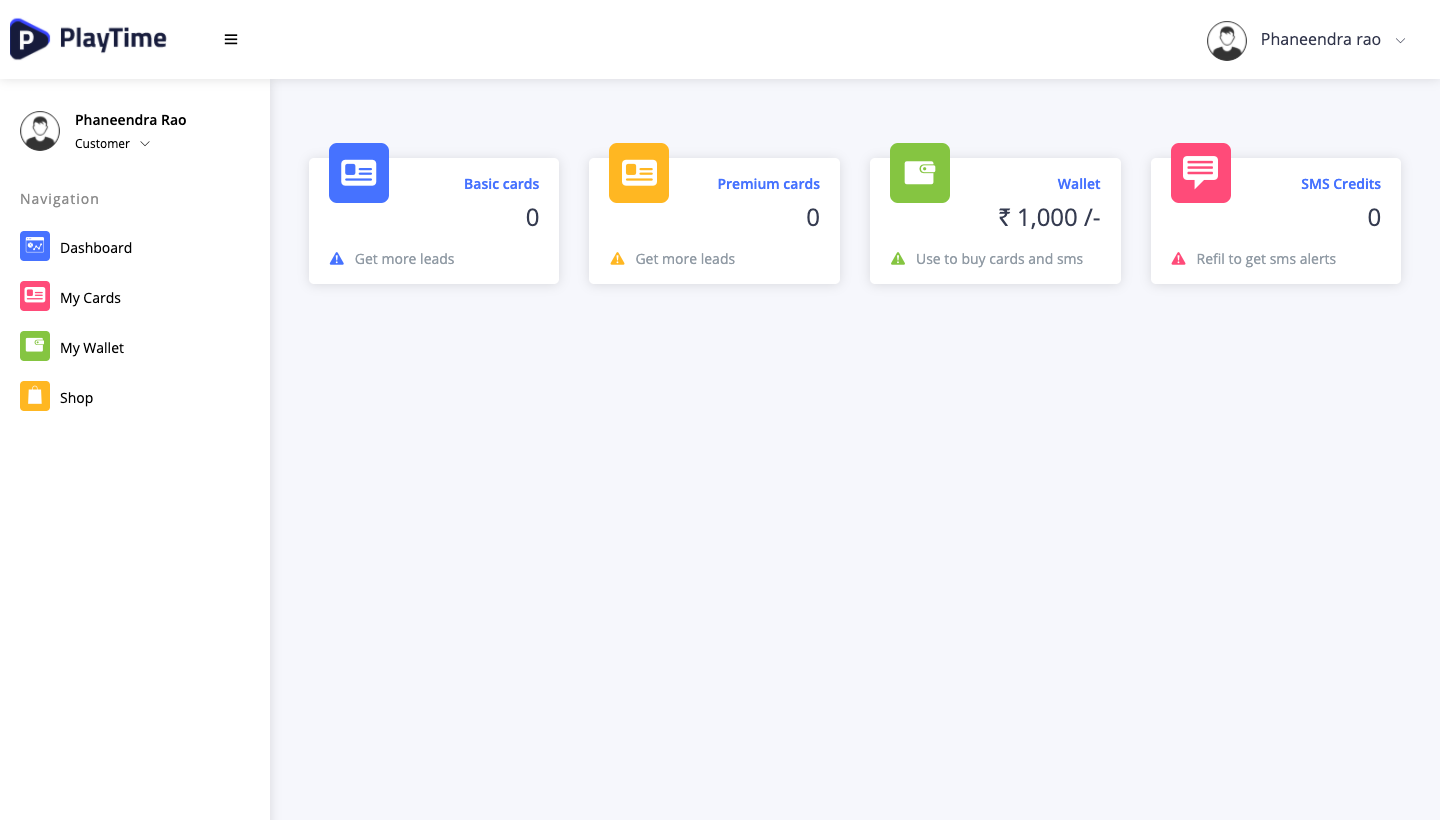 PlayTime
Phaneendra rao
Phaneendra Rao
Customer
Navigation
Dashboard
My Cards
My Wallet
Shop
Basic cards
0
Get more leads
Premium cards
0
Get more leads
Wallet
₹ 1,000 /-
Use to buy cards and sms
SMS Credits
0
Refil to get sms alerts